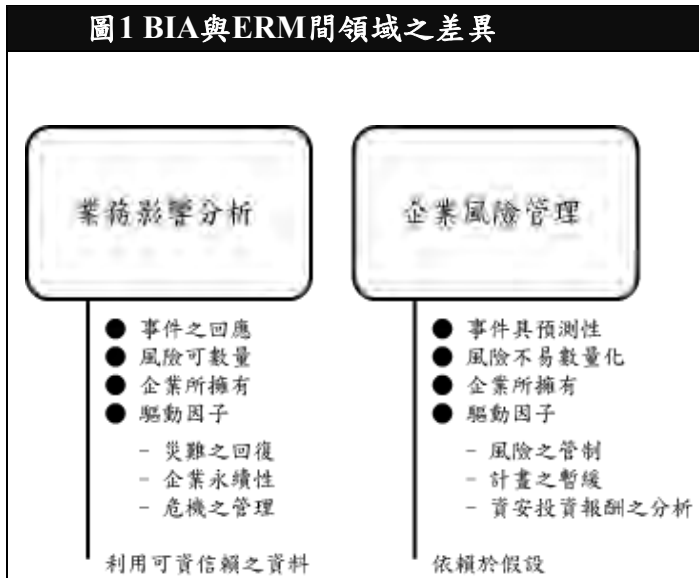 圖1 BIA與ERM間領域之差異
業務影響分析
● 事件之回應
● 風險可數量
● 企業所擁有
● 驅動因子
- 災難之回復
- 企業永續性
- 危機之管理
利用可資信賴之資料
企業風險管理
● 事件具預測性
● 風險不易數量化
● 企業所擁有
● 驅動因子
- 風險之管制
- 計畫之暫緩
- 資安投資報酬之分析
依賴於假設